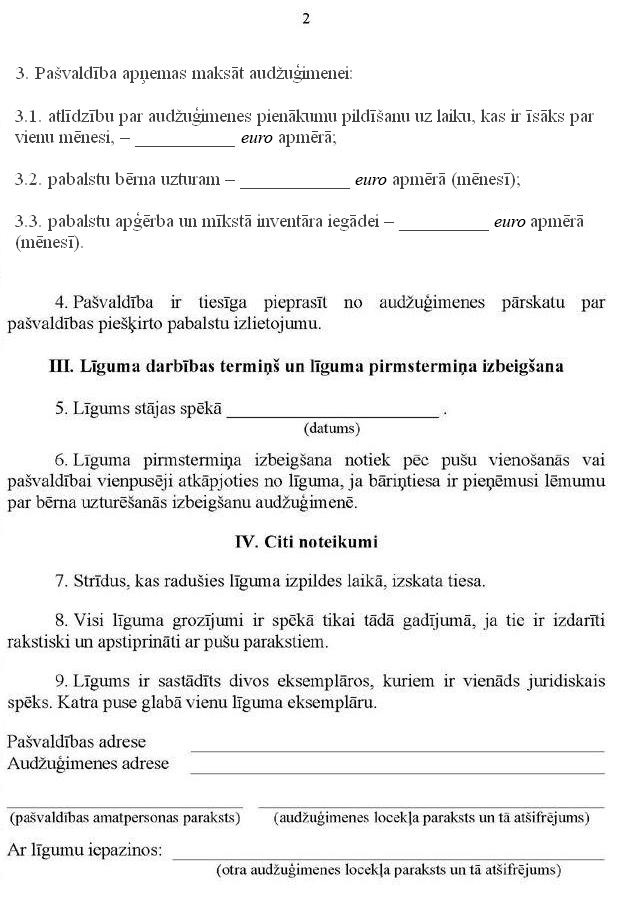 2
3. Pašvaldība apņemas maksāt audžuģimenei:
3.1. atlīdzību par audžuģimenes pienākumu pildīšanu uz laiku, kas ir īsāks par
vienu mēnesi, – ___________ euro apmērā;
3.2. pabalstu bērna uzturam – ____________ euro apmērā (mēnesī);
3.3. pabalstu apģērba un mīkstā inventāra iegādei – __________ euro apmērā
(mēnesī).
4. Pašvaldība ir tiesīga pieprasīt no audžuģimenes pārskatu par
pašvaldības piešķirto pabalstu izlietojumu.
III. Līguma darbības termiņš un līguma pirmstermiņa izbeigšana
5. Līgums stājas spēkā ________________________ .
(datums)
6. Līguma pirmstermiņa izbeigšana notiek pēc pušu vienošanās vai
pašvaldībai vienpusēji atkāpjoties no līguma, ja bāriņtiesa ir pieņēmusi lēmumu
par bērna uzturēšanās izbeigšanu audžuģimenē.
IV. Citi noteikumi
7. Strīdus, kas radušies līguma izpildes laikā, izskata tiesa.
8. Visi līguma grozījumi ir spēkā tikai tādā gadījumā, ja tie ir izdarīti
rakstiski un apstiprināti ar pušu parakstiem.
9. Līgums ir sastādīts divos eksemplāros, kuriem ir vienāds juridiskais
spēks. Katra puse glabā vienu līguma eksemplāru.
Pašvaldības adrese
Audžuģimenes adrese
(pašvaldības amatpersonas paraksts) (audžuģimenes locekļa paraksts un tā atšifrējums)
Ar līgumu iepazinos:
(otra audžuģimenes locekļa paraksts un tā atšifrējums)